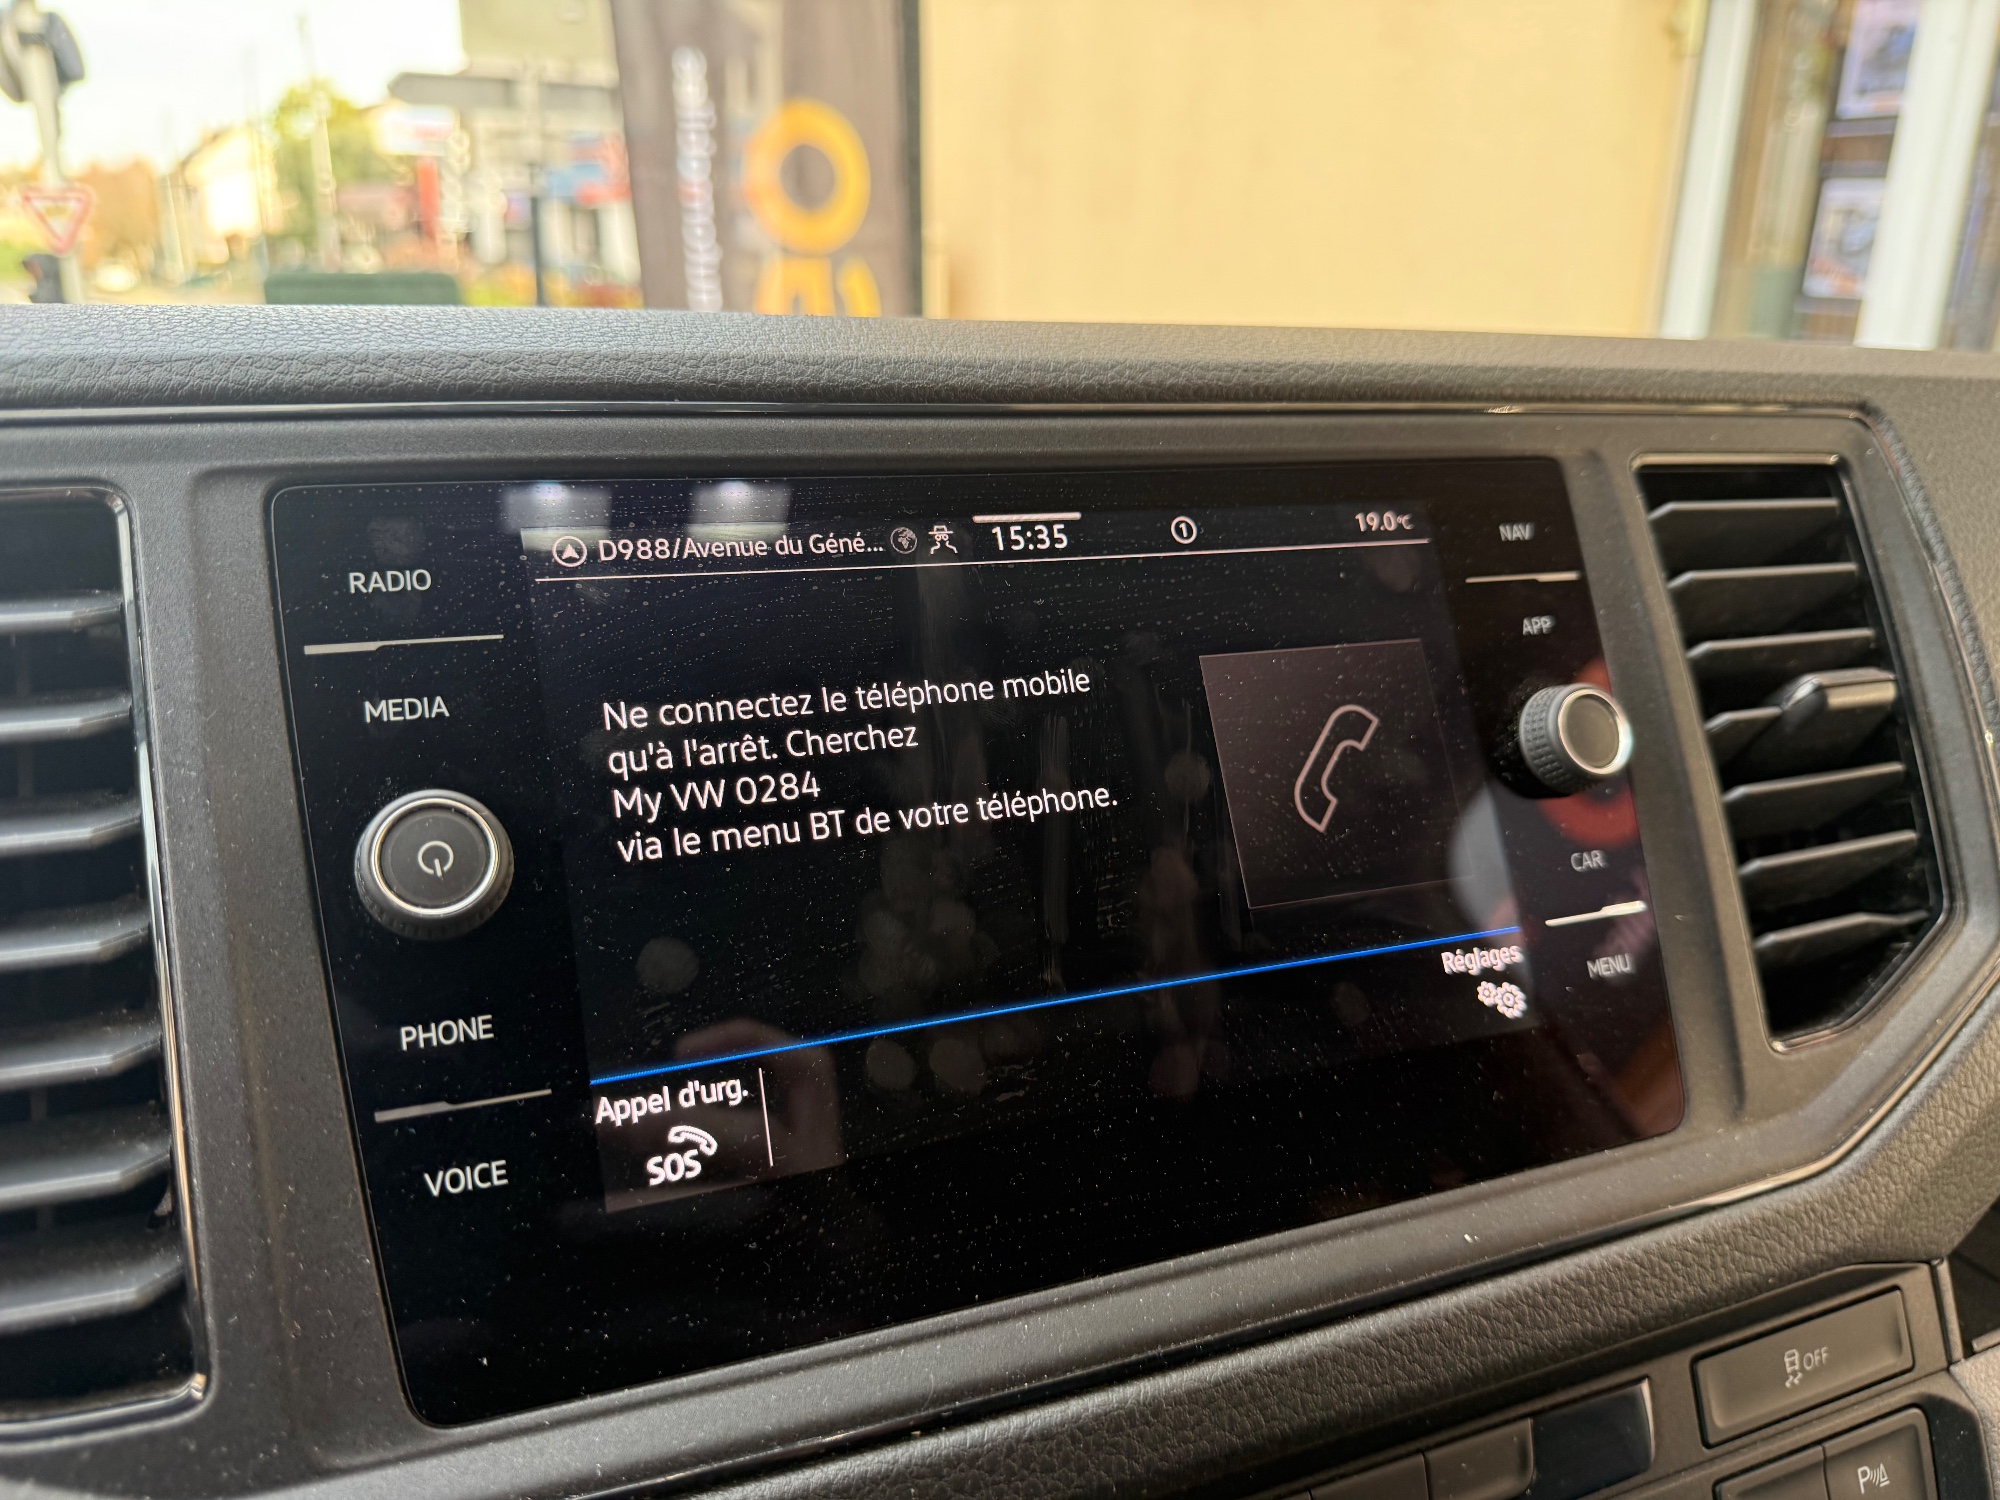 D988/Avenue du Géné...
15:35
1
19.0°C
NAV
RADIO
APP
MEDIA
Ne connectez le téléphone mobile
qu'à l'arrêt. Cherchez
My VW 0284
via le menu BT de votre téléphone.
CAR
Réglages
MENU
PHONE
Appel d'urg.
SOS
VOICE
OFF
P